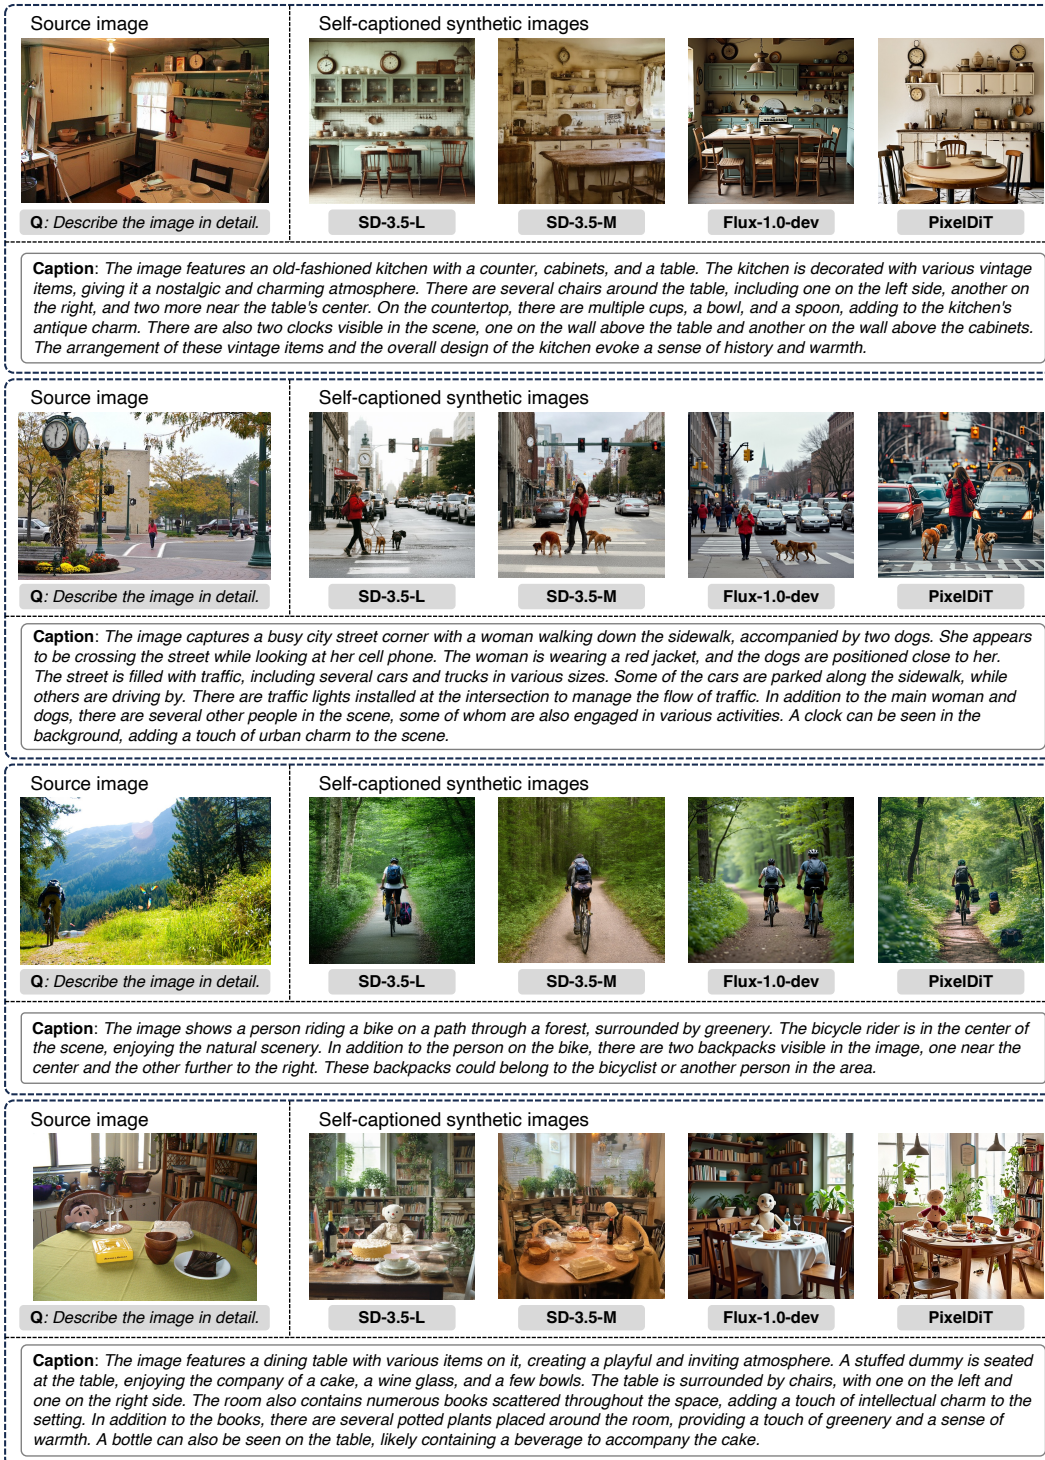 Source image
Self-captioned synthetic images
Q: Describe the image in detail.
SD-3.5-L
SD-3.5-M
Flux-1.0-dev
PixelDiT
Caption: The image features an old-fashioned kitchen with a counter, cabinets, and a table. The kitchen is decorated with various vintage
items, giving it a nostalgic and charming atmosphere. There are several chairs around the table, including one on the left side, another on
the right, and two more near the table's center. On the countertop, there are multiple cups, a bowl, and a spoon, adding to the kitchen's
antique charm. There are also two clocks visible in the scene, one on the wall above the table and another on the wall above the cabinets.
The arrangement of these vintage items and the overall design of the kitchen evoke a sense of history and warmth.
Source image
Self-captioned synthetic images
Q: Describe the image in detail.
SD-3.5-L
SD-3.5-M
Flux-1.0-dev
PixelDiT
Caption: The image captures a busy city street corner with a woman walking down the sidewalk, accompanied by two dogs. She appears
to be crossing the street while looking at her cell phone. The woman is wearing a red jacket, and the dogs are positioned close to her.
The street is filled with traffic, including several cars and trucks in various sizes. Some of the cars are parked along the sidewalk, while
others are driving by. There are traffic lights installed at the intersection to manage the flow of traffic. In addition to the main woman and
dogs, there are several other people in the scene, some of whom are also engaged in various activities. A clock can be seen in the
background, adding a touch of urban charm to the scene.
Source image
Self-captioned synthetic images
Q: Describe the image in detail.
SD-3.5-L
SD-3.5-M
Flux-1.0-dev
PixelDiT
Caption: The image shows a person riding a bike on a path through a forest, surrounded by greenery. The bicycle rider is in the center of
the scene, enjoying the natural scenery. In addition to the person on the bike, there are two backpacks visible in the image, one near the
center and the other further to the right. These backpacks could belong to the bicyclist or another person in the area.
Source image
Self-captioned synthetic images
Q: Describe the image in detail.
SD-3.5-L
SD-3.5-M
Flux-1.0-dev
PixelDiT
Caption: The image features a dining table with various items on it, creating a playful and inviting atmosphere. A stuffed dummy is seated
at the table, enjoying the company of a cake, a wine glass, and a few bowls. The table is surrounded by chairs, with one on the left and
one on the right side. The room also contains numerous books scattered throughout the space, adding a touch of intellectual charm to the
setting. In addition to the books, there are several potted plants placed around the room, providing a touch of greenery and a sense of
warmth. A bottle can also be seen on the table, likely containing a beverage to accompany the cake.